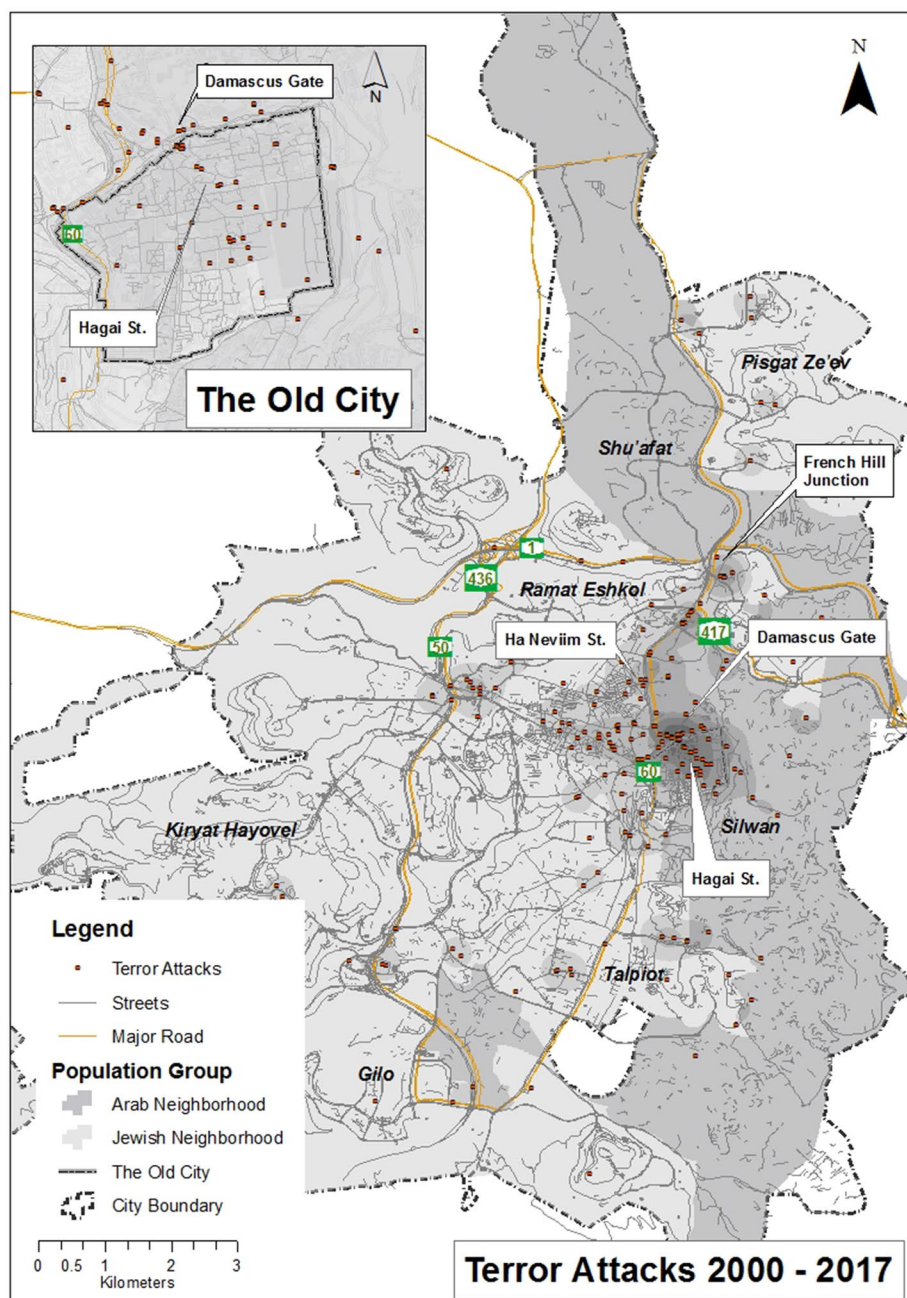 Damascus Gate
N
N
60
Hagai St.
The Old City
Pisgat Ze'ev
Shu'afat
French Hill
Junction
1
436
Ramat Eshkol
Ha Neviim St.
417
Damascus Gate
50
60
Kiryat Hayovel
Silwan
Hagai St.
Legend
Terror Attacks
Streets
Major Road
Population Group
Arab Neighborhood
Jewish Neighborhood
The Old City
City Boundary
Talpiot
Gilo
0 0.5 1 2 3
Kilometers
Terror Attacks 2000 - 2017